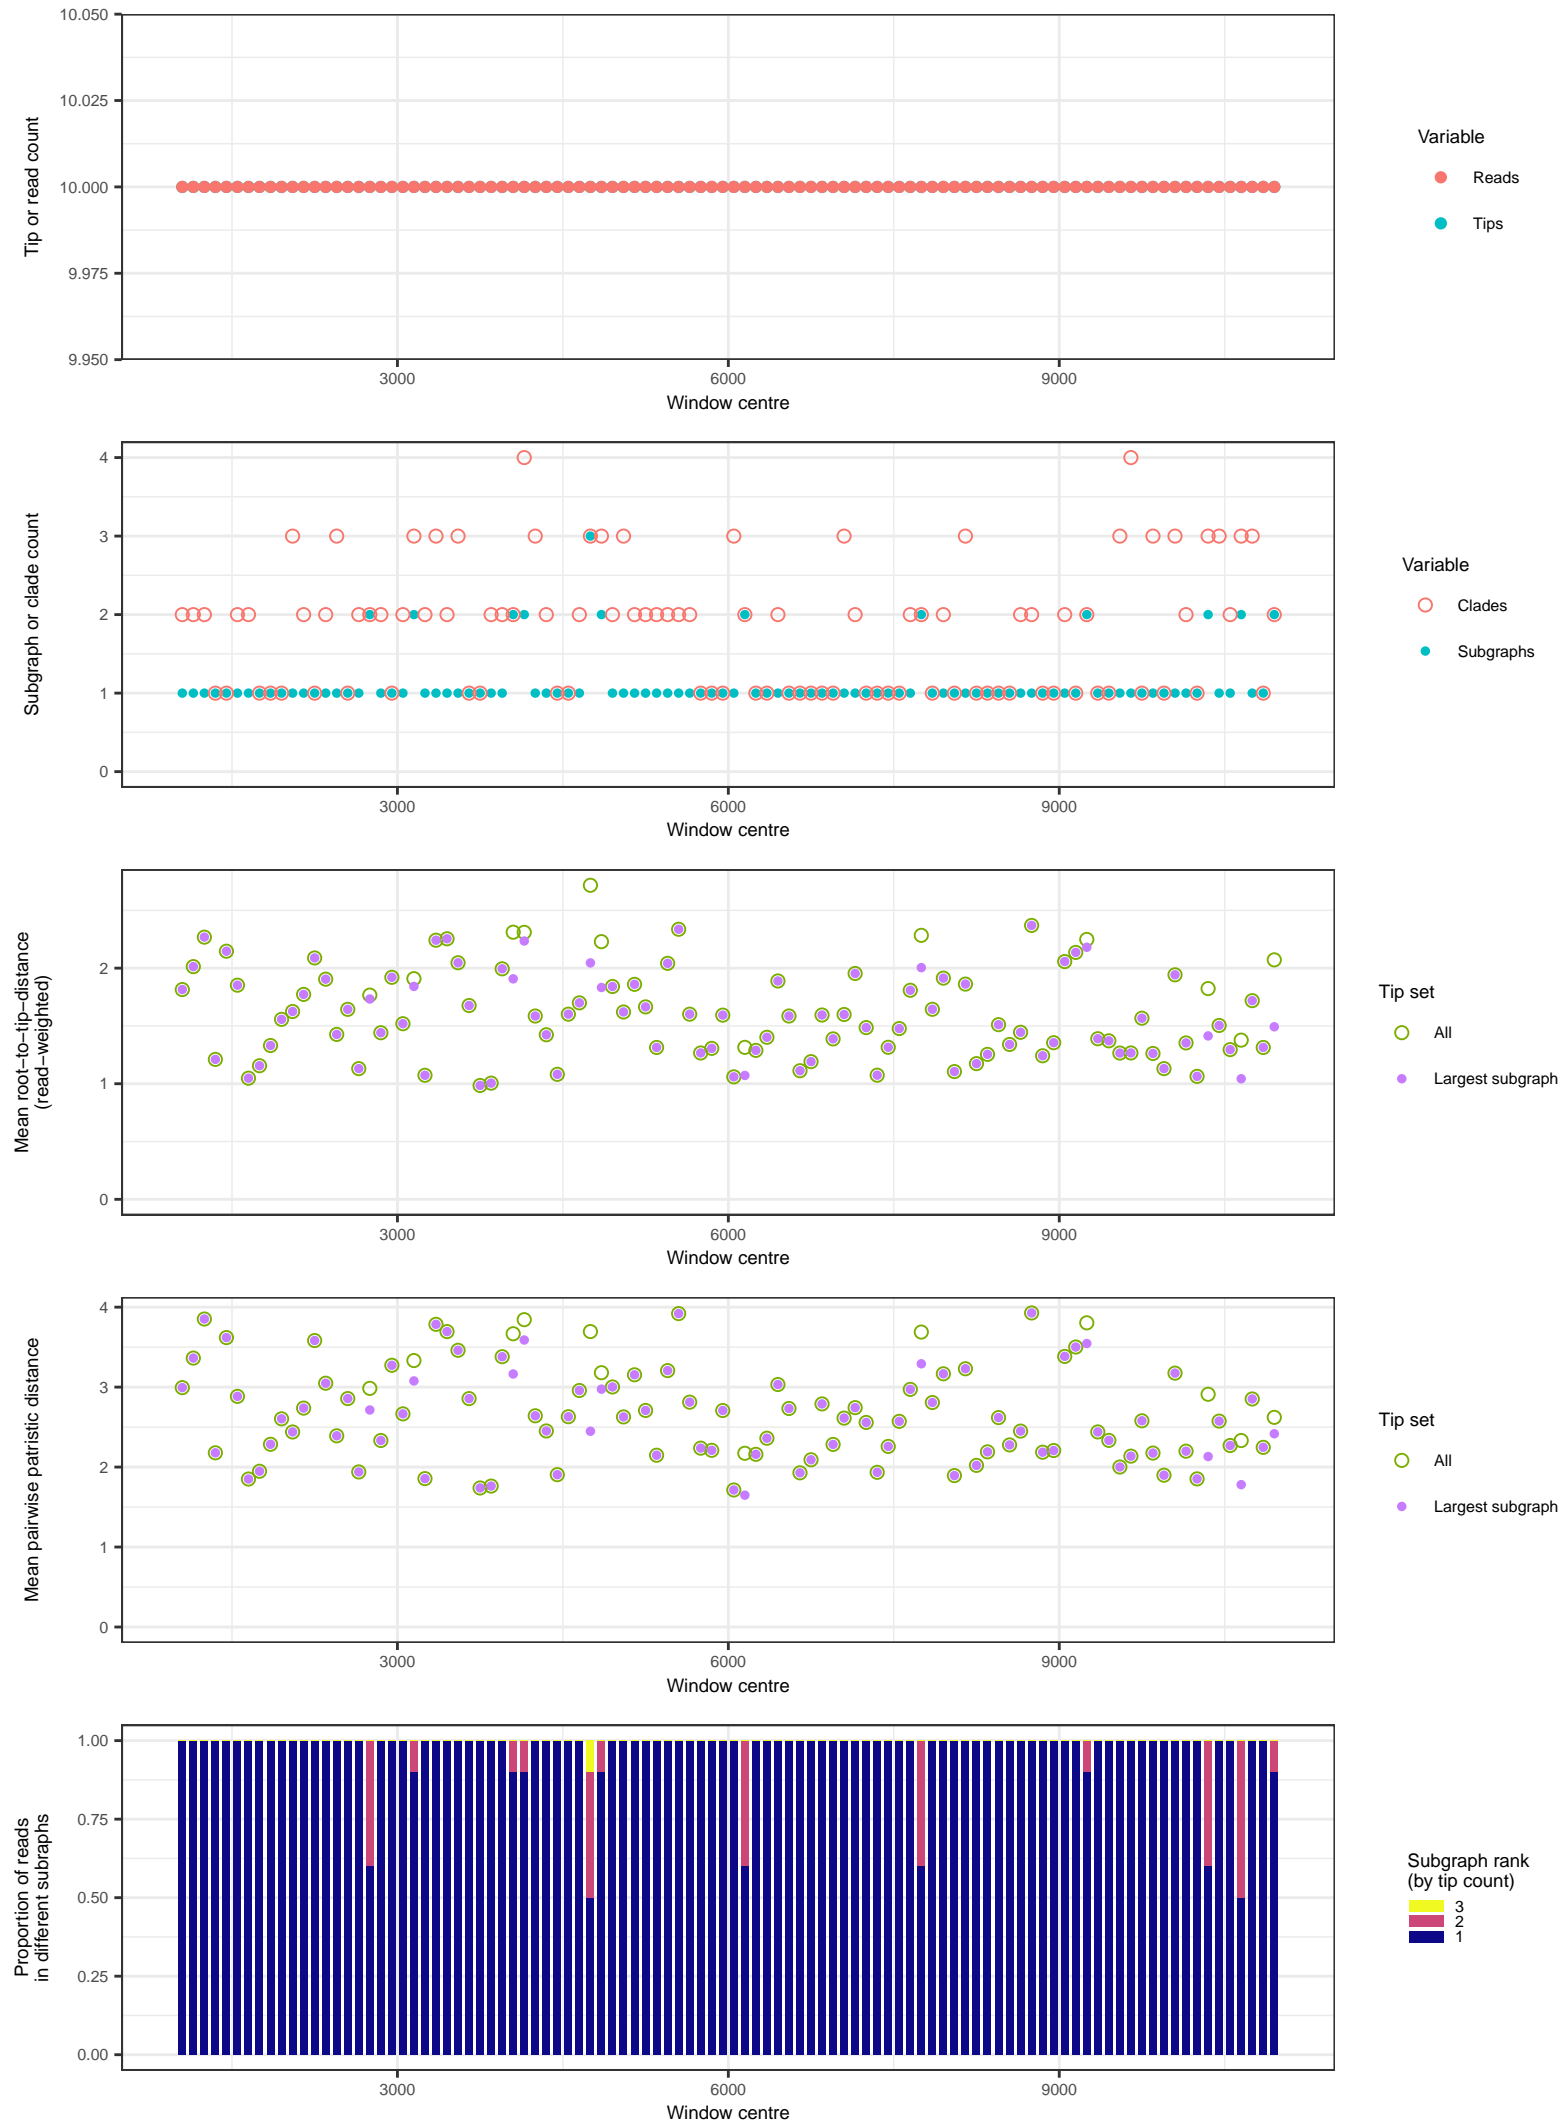 10.050
10.025
10.000
9.975
9.950
Tip or read count
3000
6000
9000
Window centre
Variable
Reads
Tips
4
3
2
1
0
Subgraph or clade count
3000
6000
9000
Window centre
Variable
Clades
Subgraphs
2
1
0
Mean root−to−tip−distance
(read−weighted)
3000
6000
9000
Window centre
Tip set
All
Largest subgraph
4
3
2
1
0
Mean pairwise patristic distance
3000
6000
9000
Window centre
Tip set
All
Largest subgraph
1.00
0.75
0.50
0.25
0.00
Proportion of reads
in different subraphs
3000
6000
9000
Window centre
Subgraph rank
(by tip count)
3
2
1